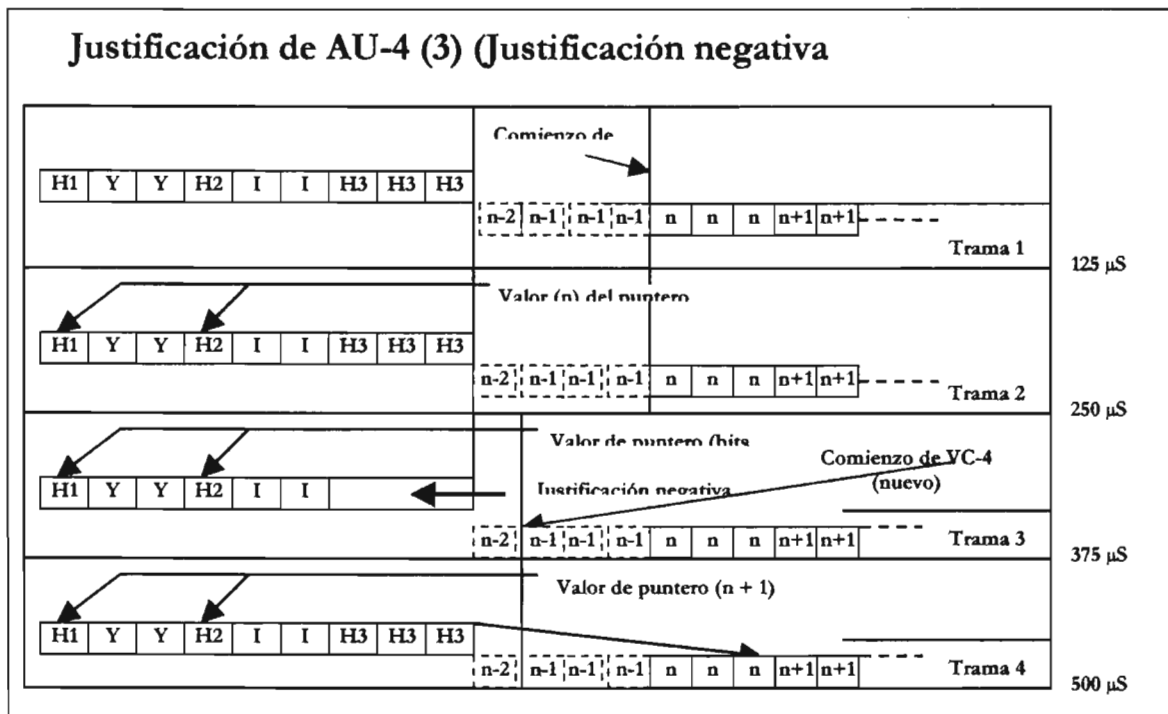 Justificación de AU-4 (3) (Justificación negativa
Comienzo de
H1 Y Y H2 I I H3 H3 H3
n-2 n-1 n-1 n-1 n n n n+1 n+1
Trama 1
125 µS
Valor (n) del puntero
H1 Y Y H2 I I H3 H3 H3
n-2 n-1 n-1 n-1 n n n n+1 n+1
Trama 2
250 µS
Valor de puntero (bits
Comienzo de VC-4
(nuevo)
H1 Y Y H2 I I
Justificación negativa
n-2 n-1 n-1 n-1 n n n n+1 n+1
Trama 3
375 µS
Valor de puntero (n + 1)
H1 Y Y H2 I I H3 H3 H3
n-2 n-1 n-1 n-1 n n n n+1 n+1
Trama 4
500 µS